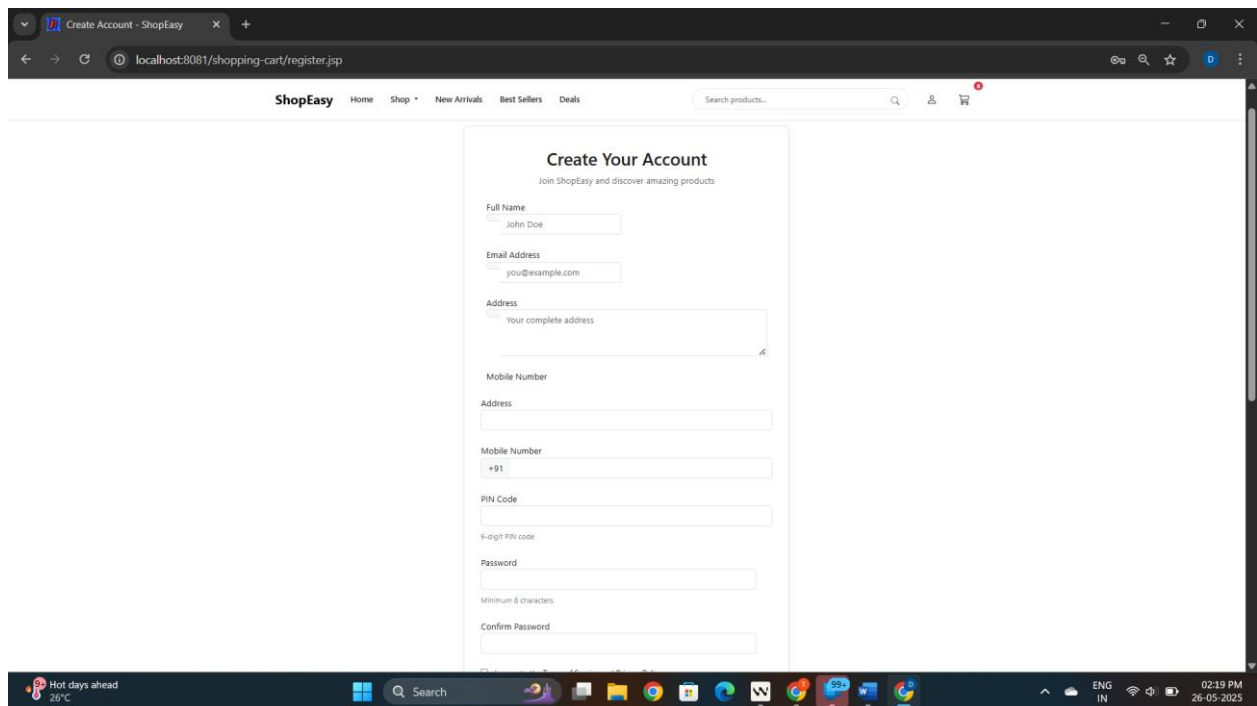 Create Account - ShopEasy
localhost:8081/shopping-cart/register.jsp
D
ShopEasy Home Shop New Arrivals Best Sellers Deals Search products... 0
Create Your Account
Join ShopEasy and discover amazing products
Full Name
John Doe
Email Address
you@example.com
Address
Your complete address
Mobile Number
Address
Mobile Number
+91
PIN Code
6-digit PIN code
Password
Minimum 8 characters
Confirm Password
9+ Hot days ahead
26°C
Search
99+
ENG
IN
02:19 PM
26-05-2025